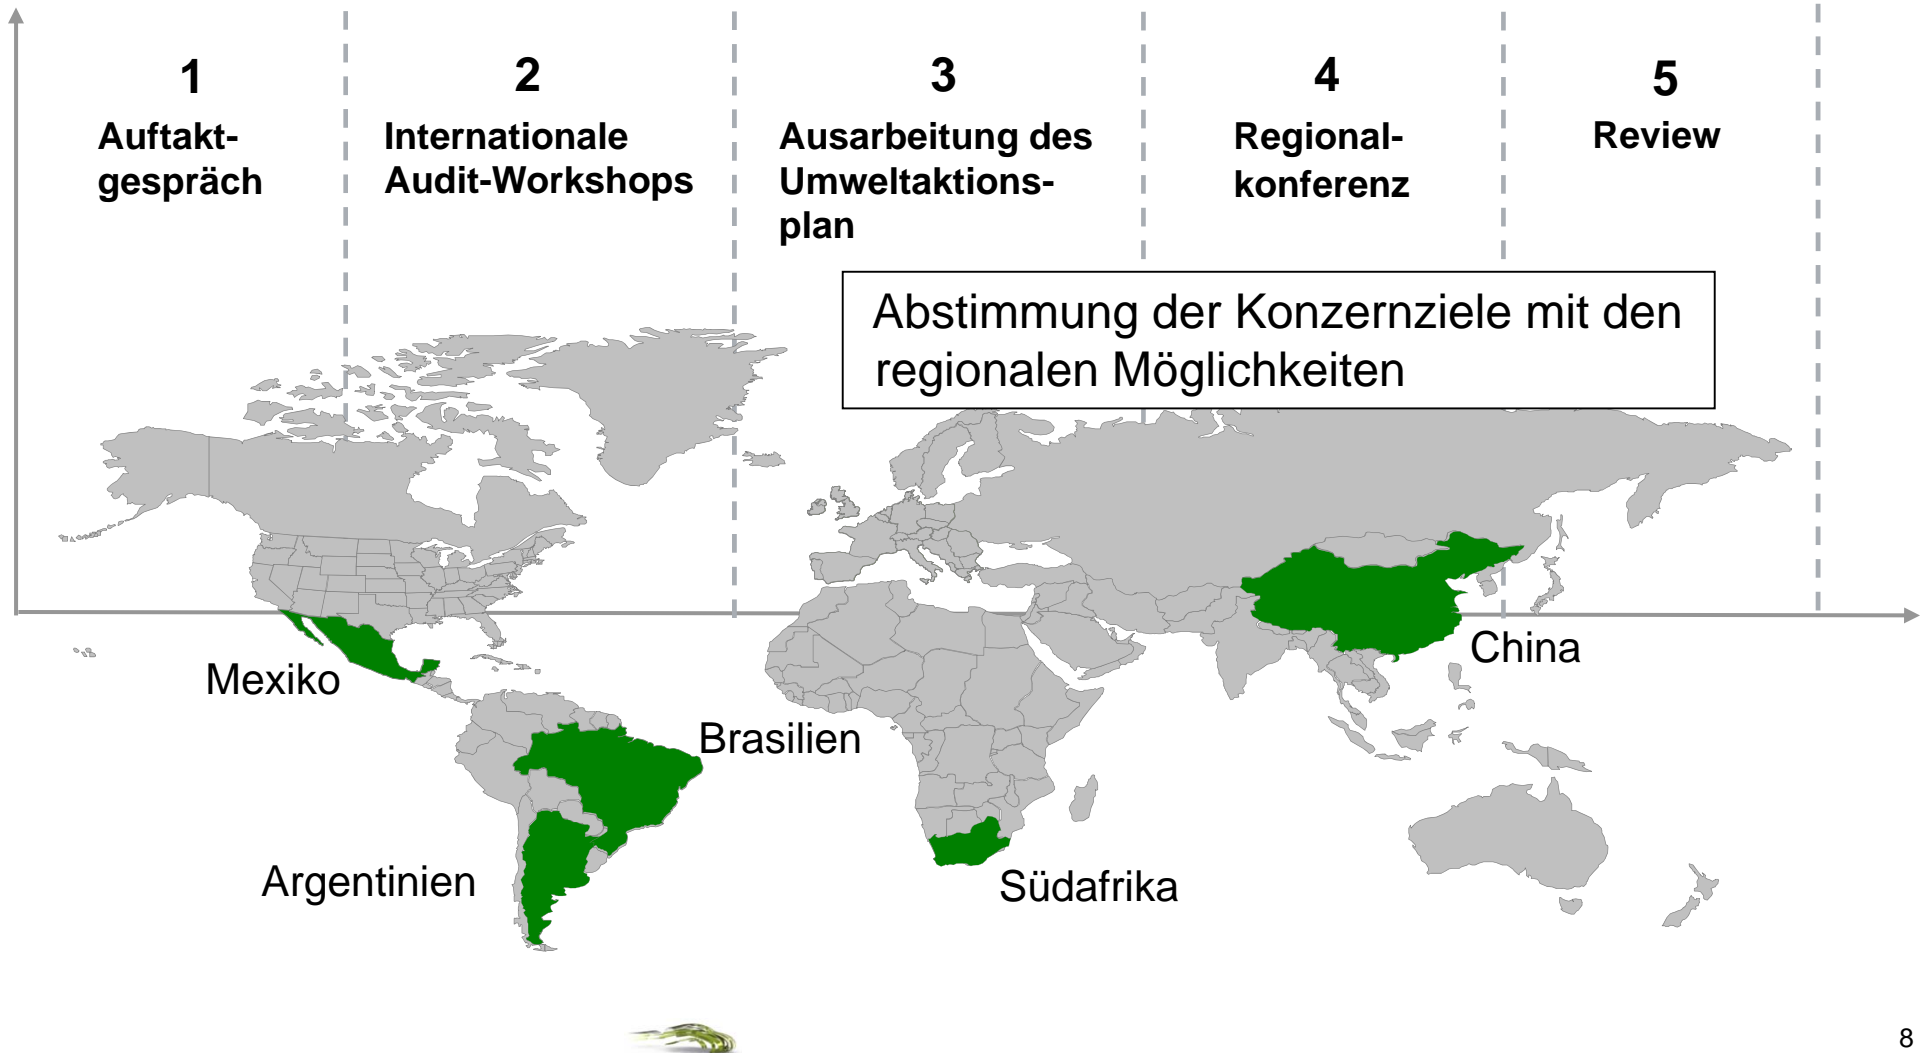 1
Auftakt-
gespräch
2
Internationale
Audit-Workshops
3
Ausarbeitung des
Umweltaktions-
plan
4
Regional-
konferenz
5
Review
Abstimmung der Konzernziele mit den
regionalen Möglichkeiten
Mexiko
China
Brasilien
Argentinien
Südafrika
8